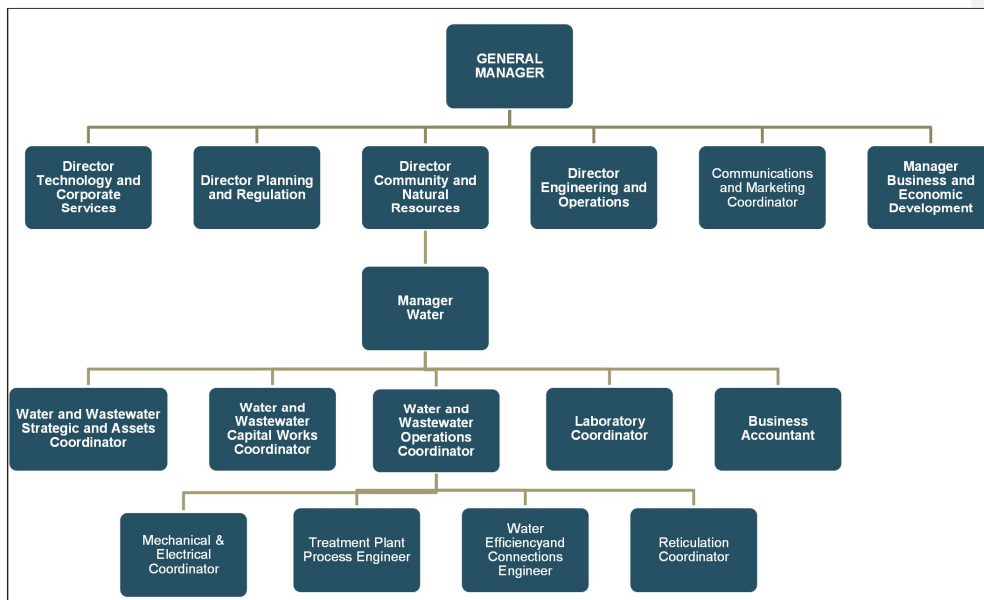 GENERAL
MANAGER
Director
Technology and
Corporate
Services
Director Planning
and Regulation
Director
Community and
Natural
Resources
Director
Engineering and
Operations
Communications
and Marketing
Coordinator
Manager
Business and
Economic
Development
Manager
Water
Water and Wastewater
Strategic and Assets
Coordinator
Water and
Wastewater
Capital Works
Coordinator
Water and
Wastewater
Operations
Coordinator
Laboratory
Coordinator
Business
Accountant
Mechanical &
Electrical
Coordinator
Treatment Plant
Process Engineer
Water
Efficiencyand
Connections
Engineer
Reticulation
Coordinator